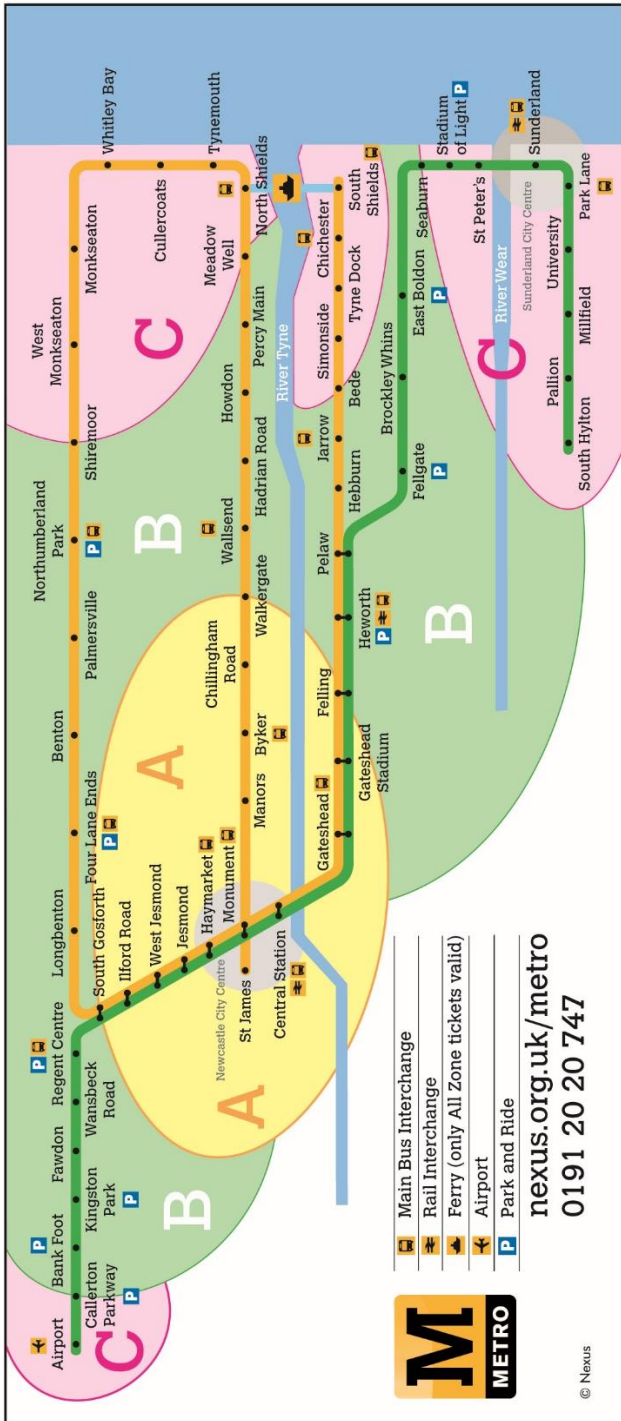 Airport
Callerton
Parkway
Bank Foot
Kingston
Park
Fawdon
Wansbeck
Road
Regent Centre
Longbenton
South Gosforth
Four Lane Ends
Ilford Road
West Jesmond
Jesmond
Haymarket
Monument
Newcastle City Centre
St James
Central Station
Benton
Palmersville
Northumberland
Park
Shiremoor
West
Monkseaton
Monkseaton
Whitley Bay
Cullercoats
Tynemouth
North Shields
Meadow
Well
Percy Main
Howdon
Hadrian Road
Wallsend
Walkergate
Chillingham
Road
Byker
Manors
River Tyne
Gateshead
Gateshead
Stadium
Felling
Heworth
Pelaw
Hebburn
Jarrow
Bede
Simonside
Tyne Dock
Chichester
South
Shields
Fellgate
Brockley Whins
East Boldon
Seaburn
Stadium
of Light
St Peter's
River Wear
Sunderland
Sunderland City Centre
Park Lane
University
Millfield
Pallion
South Hylton
C
B
A
A
B
C
B
C
P
P
P
P
P
P
P
P
P
P
Main Bus Interchange
Rail Interchange
Ferry (only All Zone tickets valid)
Airport
P Park and Ride
nexus.org.uk/metro
0191 20 20 747
M
METRO
© Nexus